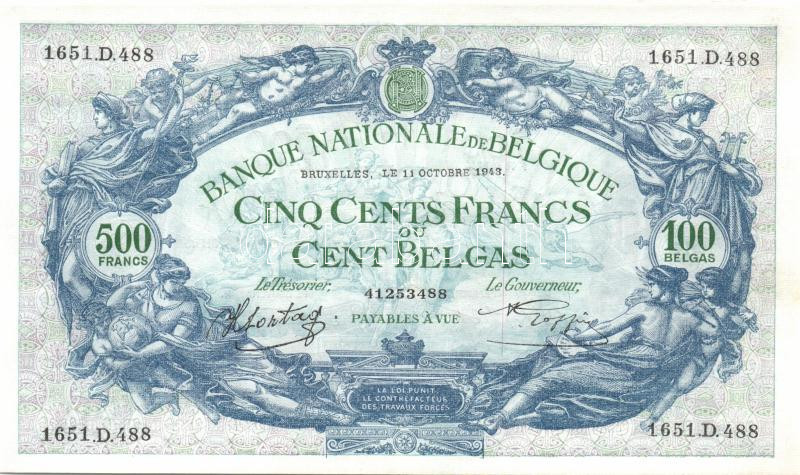 1651.D.488
1651.D.488
BANQUE NATIONALE DE BELGIQUE
BRUXELLES, LE 11 OCTOBRE 1943.
CINQ CENTS FRANCS
OU
CENT BELGAS
500
FRANCS
100
BELGAS
Le Trésorier,
41253488
Le Gouverneur,
PAYABLES À VUE
LA LOI PUNIT
LE CONTREFACTEUR
DES TRAVAUX FORCÉS
1651.D.488
1651.D.488